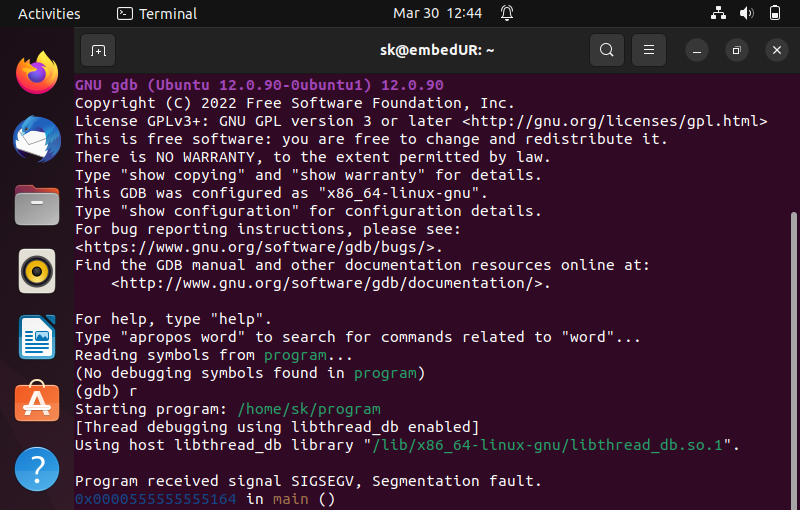 Activities
Terminal
Mar 30 12:44
sk@embedUR: ~
GNU gdb (Ubuntu 12.0.90-0ubuntu1) 12.0.90
Copyright (C) 2022 Free Software Foundation, Inc.
License GPLv3+: GNU GPL version 3 or later <http://gnu.org/licenses/gpl.html>
This is free software: you are free to change and redistribute it.
There is NO WARRANTY, to the extent permitted by law.
Type "show copying" and "show warranty" for details.
This GDB was configured as "x86_64-linux-gnu".
Type "show configuration" for configuration details.
For bug reporting instructions, please see:
<https://www.gnu.org/software/gdb/bugs/>.
Find the GDB manual and other documentation resources online at:
    <http://www.gnu.org/software/gdb/documentation/>.
For help, type "help".
Type "apropos word" to search for commands related to "word"...
Reading symbols from program...
(No debugging symbols found in program)
(gdb) r
Starting program: /home/sk/program
[Thread debugging using libthread_db enabled]
Using host libthread_db library "/lib/x86_64-linux-gnu/libthread_db.so.1".
Program received signal SIGSEGV, Segmentation fault.
0x0000555555555164 in main ()